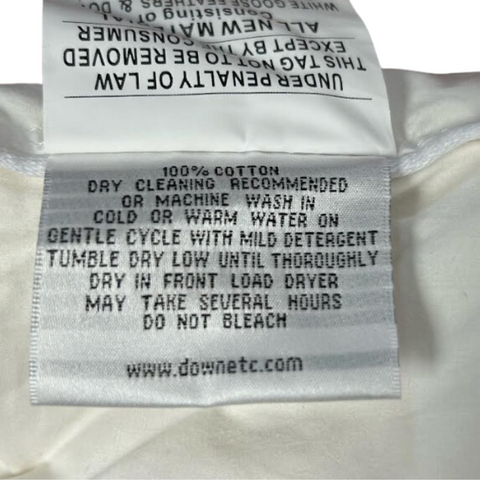 UNDER PENALTY OF LAW
THIS TAG NOT TO BE REMOVED
EXCEPT BY THE CONSUMER
ALL NEW MAT
Consisting of
WHITE GOOSE FEATHERS & DO
100% COTTON
DRY CLEANING RECOMMENDED
OR MACHINE WASH IN
COLD OR WARM WATER ON
GENTLE CYCLE WITH MILD DETERGENT
TUMBLE DRY LOW UNTIL THOROUGHLY
DRY IN FRONT LOAD DRYER
MAY TAKE SEVERAL HOURS
DO NOT BLEACH
www.downetc.com